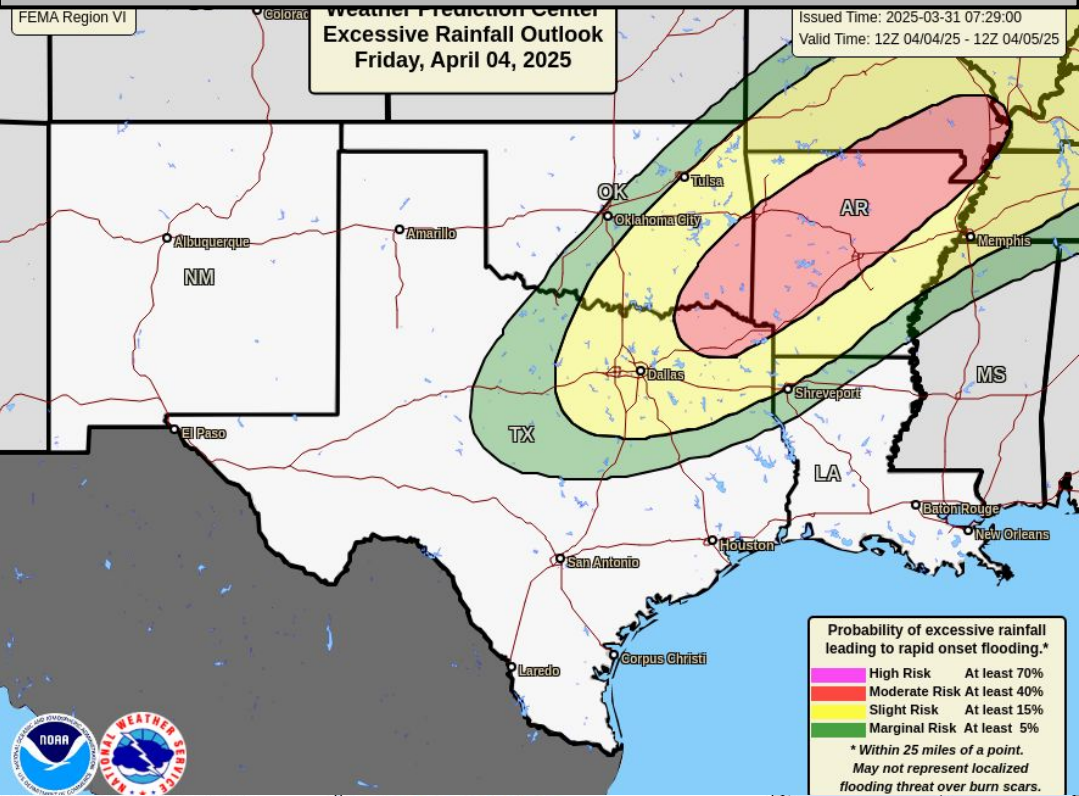 FEMA Region VI
Weather Prediction Center
Excessive Rainfall Outlook
Friday, April 04, 2025
Issued Time: 2025-03-31 07:29:00
Valid Time: 12Z 04/04/25 - 12Z 04/05/25
Colorad
Tulsa
OK
Oklahoma City
AR
Albuquerque
Amarillo
Memphis
NM
Dallas
MS
Shreveport
El Paso
TX
LA
Baton Rouge
New Orleans
Houston
San Antonio
Corpus Christi
Laredo
Probability of excessive rainfall
leading to rapid onset flooding.*
High Risk At least 70%
Moderate Risk At least 40%
Slight Risk At least 15%
Marginal Risk At least 5%
* Within 25 miles of a point.
May not represent localized
flooding threat over burn scars.
NOAA
NATIONAL WEATHER SERVICE